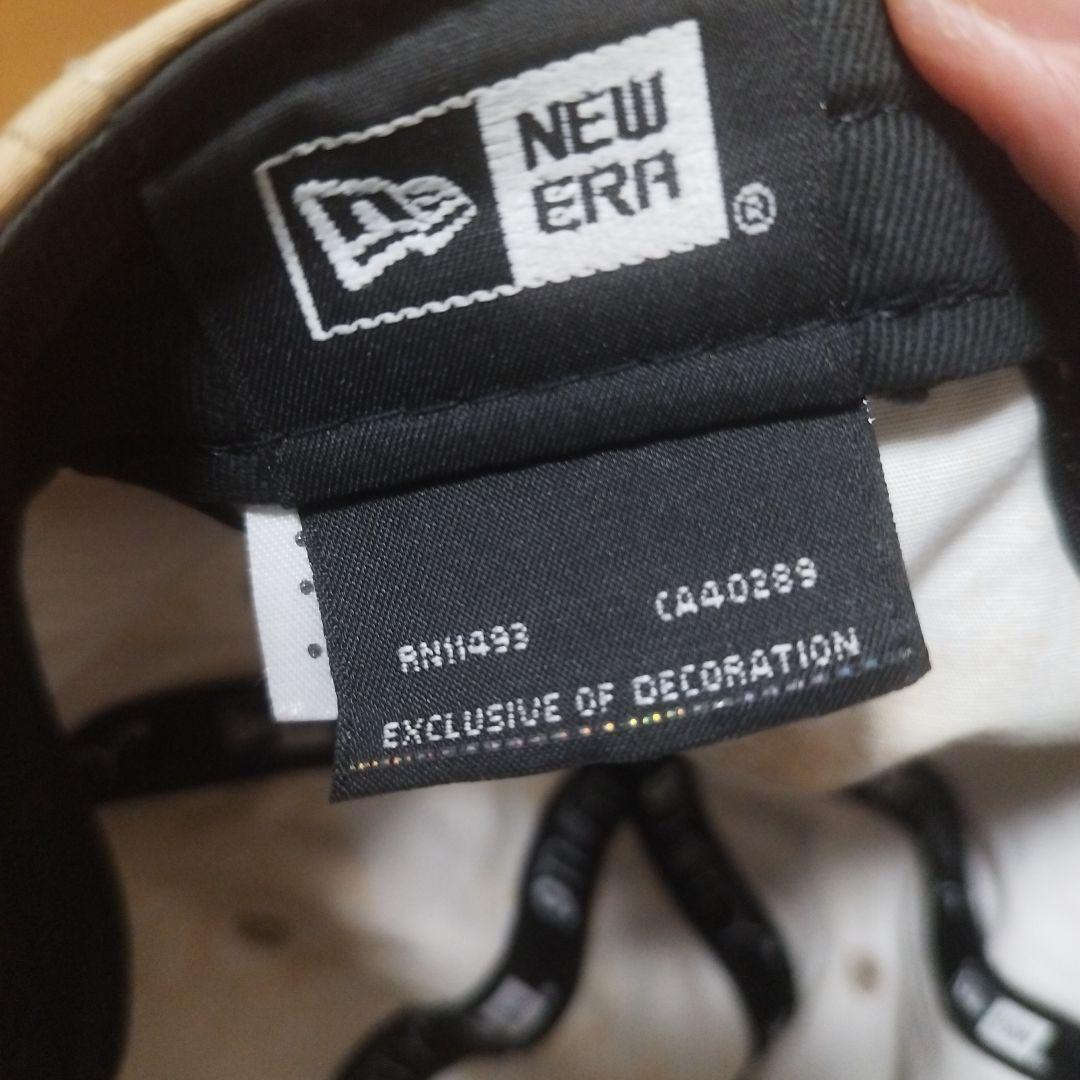 NEW
ERA
®
RN11493
CA40289
EXCLUSIVE OF DECORATION